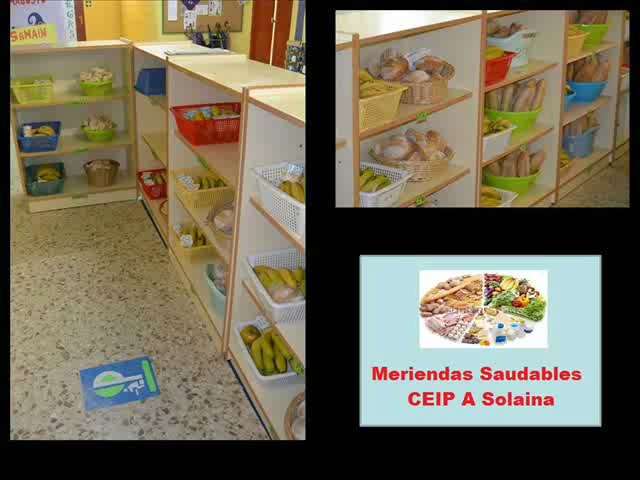 SAMAIN
Meriendas Saudables
CEIP A Solaina